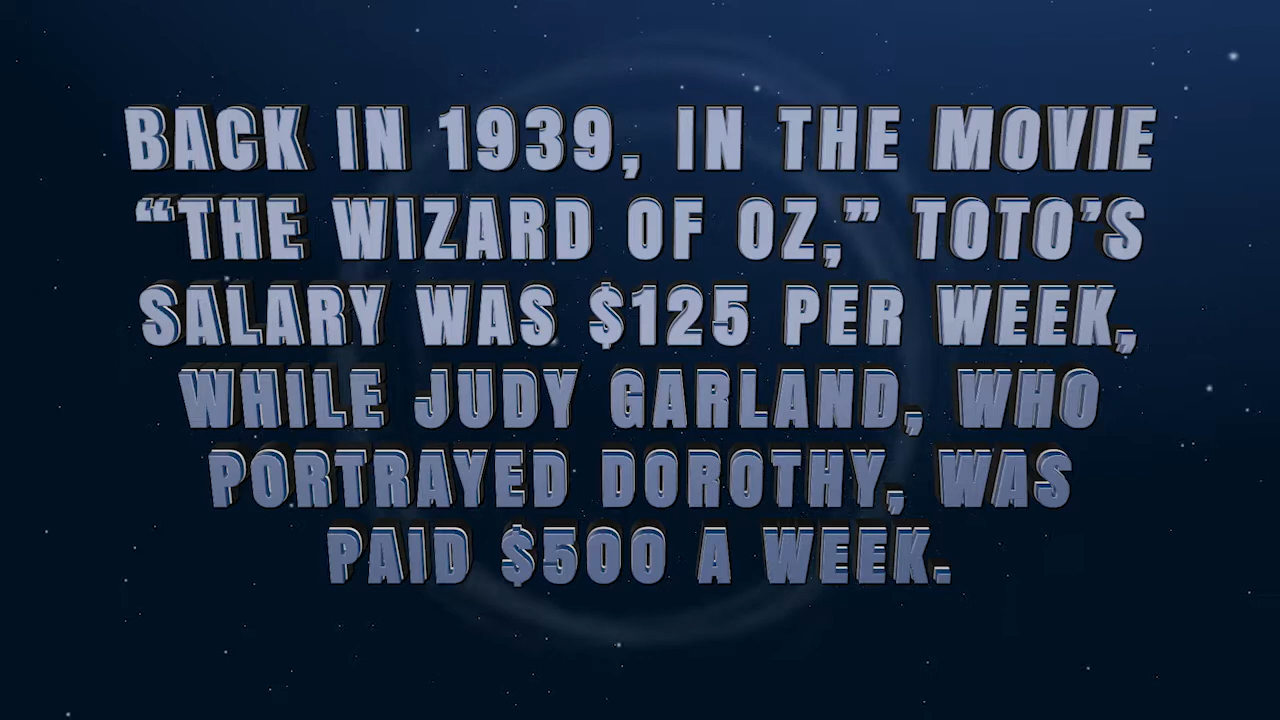 BACK IN 1939, IN THE MOVIE
“THE WIZARD OF OZ,” TOTO’S
SALARY WAS $125 PER WEEK,
WHILE JUDY GARLAND, WHO
PORTRAYED DOROTHY, WAS
PAID $500 A WEEK.